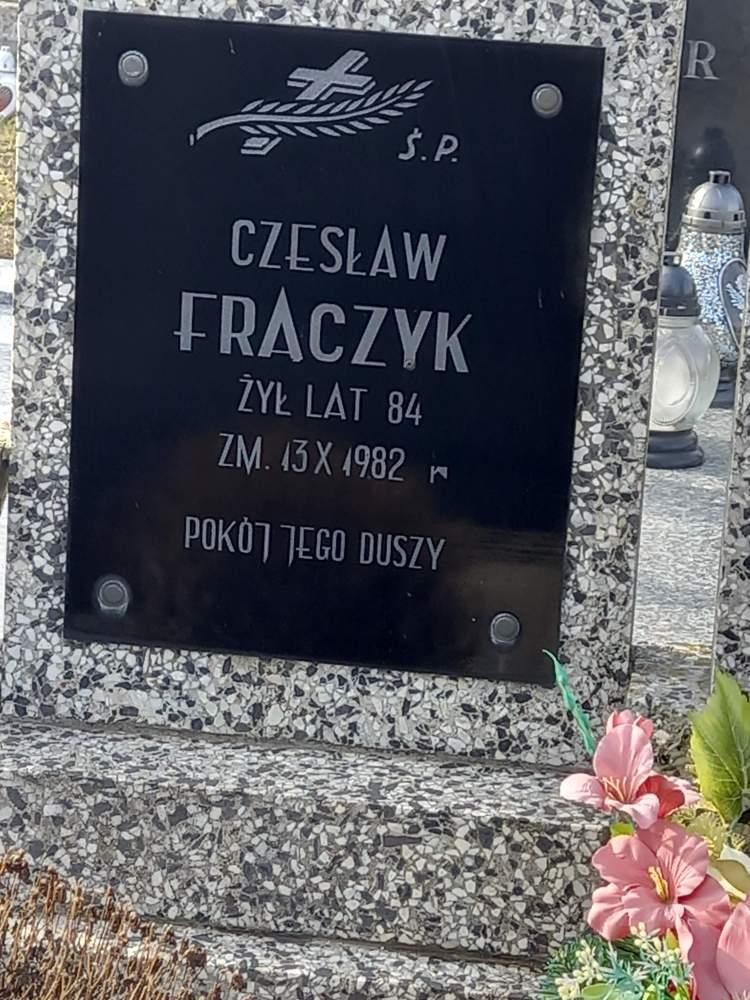 Ś.P.
CZESŁAW
FRĄCZYK
ŻYŁ LAT 84
ZM. 13 X 1982 R
POKÓJ JEGO DUSZY
R